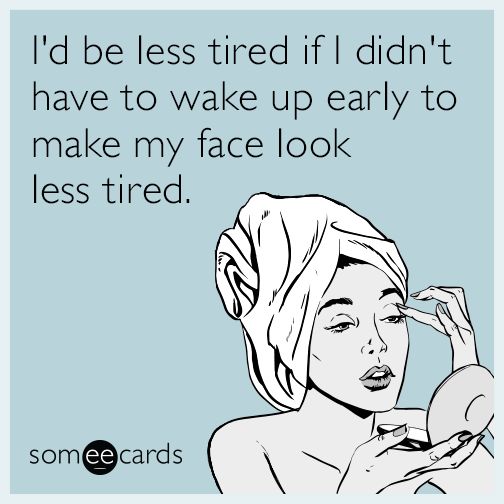 I'd be less tired if I didn't
have to wake up early to
make my face look
less tired.
someecards